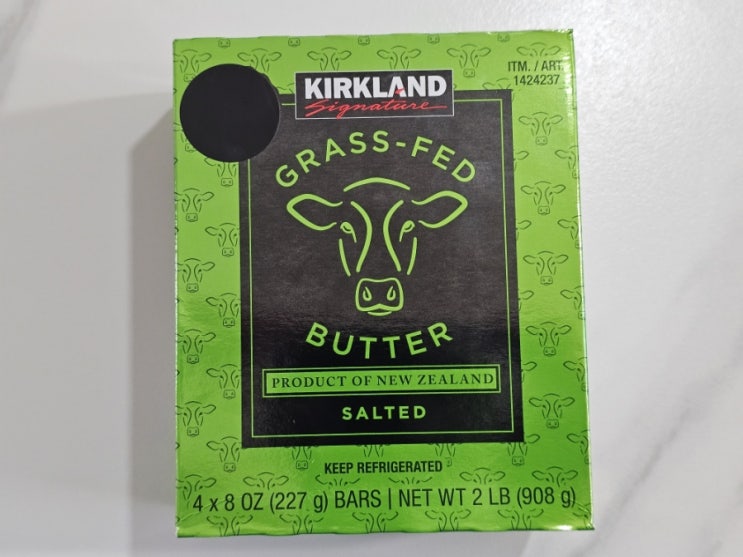 ITM. / ART.
1424237
KIRKLAND
Signature
GRASS-FED
BUTTER
PRODUCT OF NEW ZEALAND
SALTED
KEEP REFRIGERATED
4 x 8 OZ (227 g) BARS | NET WT 2 LB (908 g)